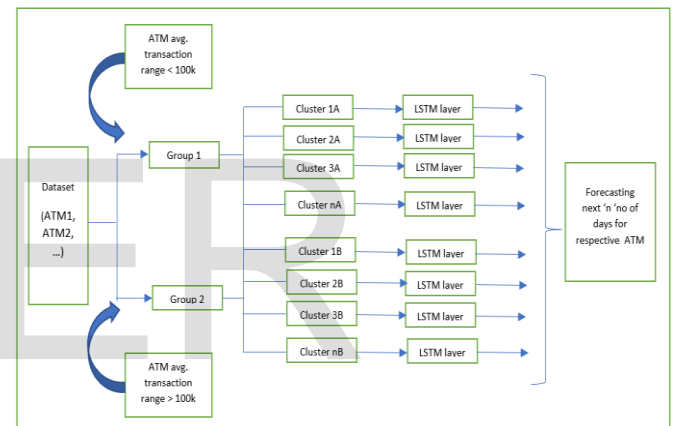 ATM avg.
transaction
range < 100k
Dataset
(ATM1,
ATM2,
...)
Group 1
Group 2
ATM avg.
transaction
range > 100k
Cluster 1A
LSTM layer
Cluster 2A
LSTM layer
Cluster 3A
LSTM layer
Cluster nA
LSTM layer
Cluster 1B
LSTM layer
Cluster 2B
LSTM layer
Cluster 3B
LSTM layer
Cluster nB
LSTM layer
Forecasting
next ‘n ’no of
days for
respective ATM
ER